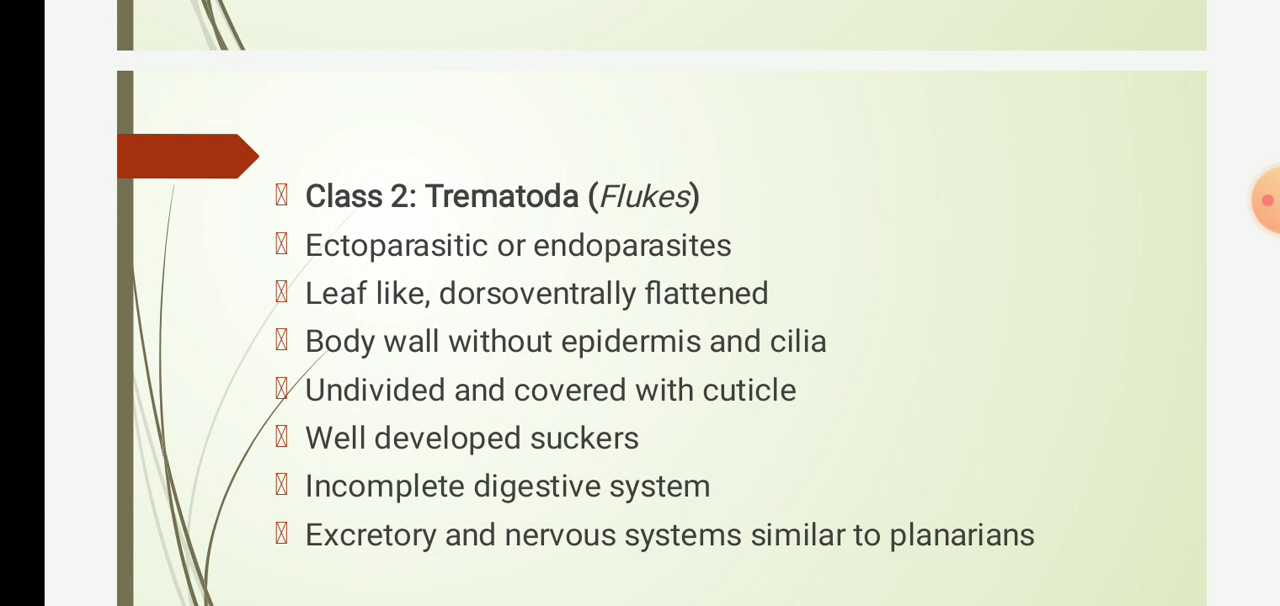 Class 2: Trematoda (Flukes)
Ectoparasitic or endoparasites
Leaf like, dorsoventrally flattened
Body wall without epidermis and cilia
Undivided and covered with cuticle
Well developed suckers
Incomplete digestive system
Excretory and nervous systems similar to planarians